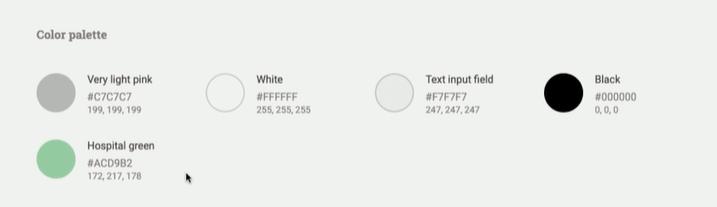 Color palette
Very light pink
#C7C7C7
199, 199, 199
White
#FFFFFF
255, 255, 255
Text input field
#F7F7F7
247, 247, 247
Black
#000000
0, 0, 0
Hospital green
#ACD9B2
172, 217, 178